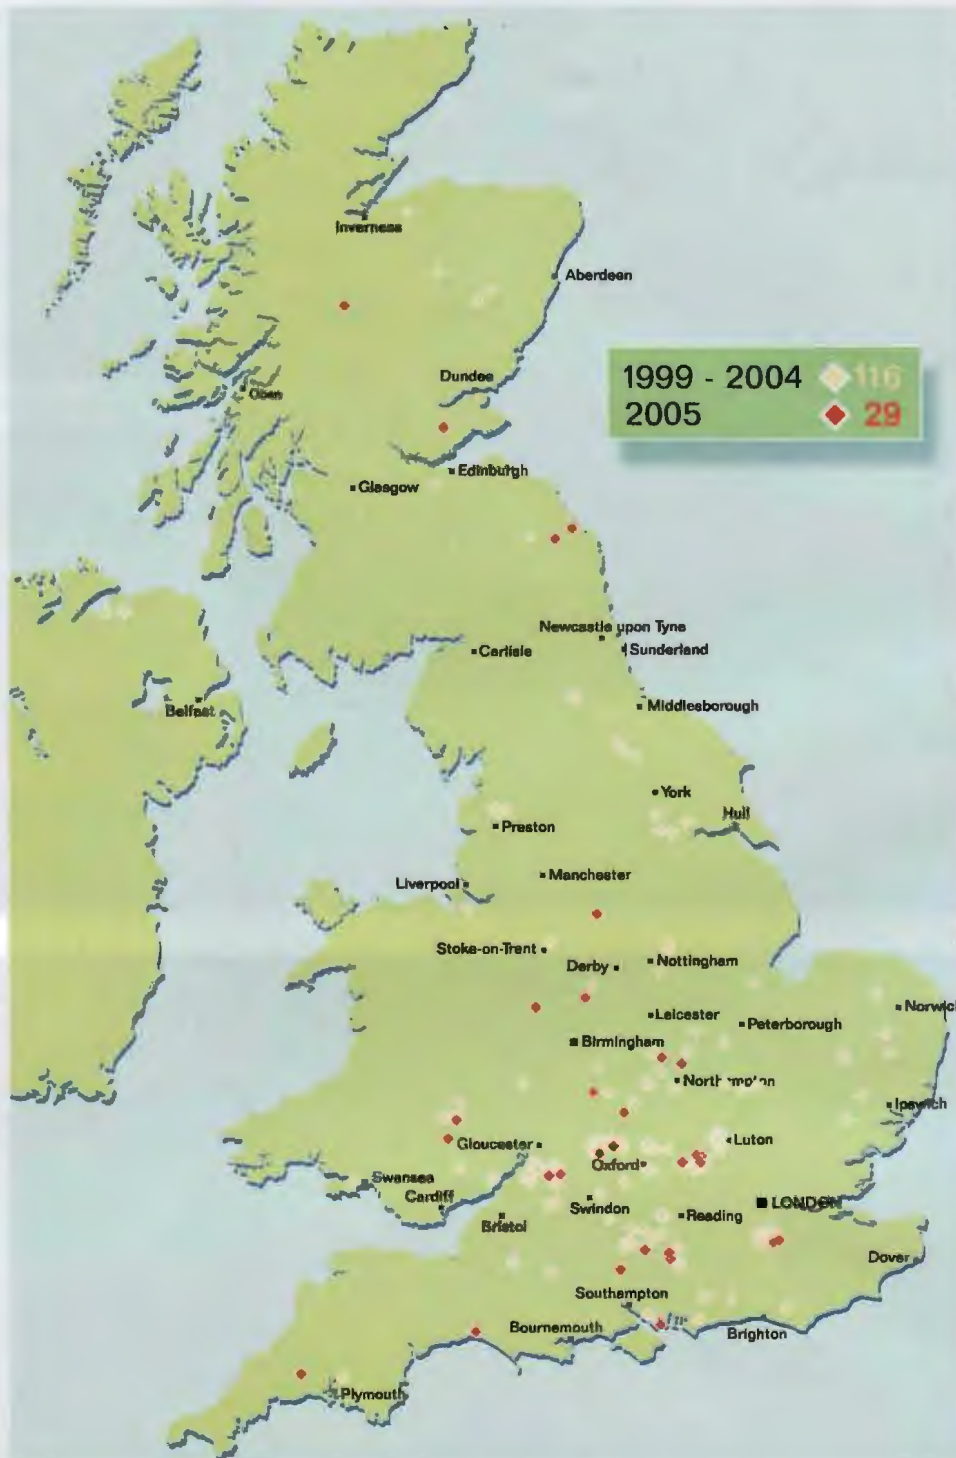 Inverness
Aberdeen
1999 - 2004 116
2005 29
Dundee
Oban
Edinburgh
Glasgow
Newcastle upon Tyne
Carlisle
Sunderland
Belfast
Middlesborough
York
Hull
Preston
Manchester
Liverpool
Stoke-on-Trent
Derby
Nottingham
Norwich
Leicester
Peterborough
Birmingham
Northampton
Ipswich
Gloucester
Luton
Oxford
Swansea
Cardiff
Swindon
LONDON
Bristol
Reading
Dover
Southampton
Bournemouth
Brighton
Plymouth